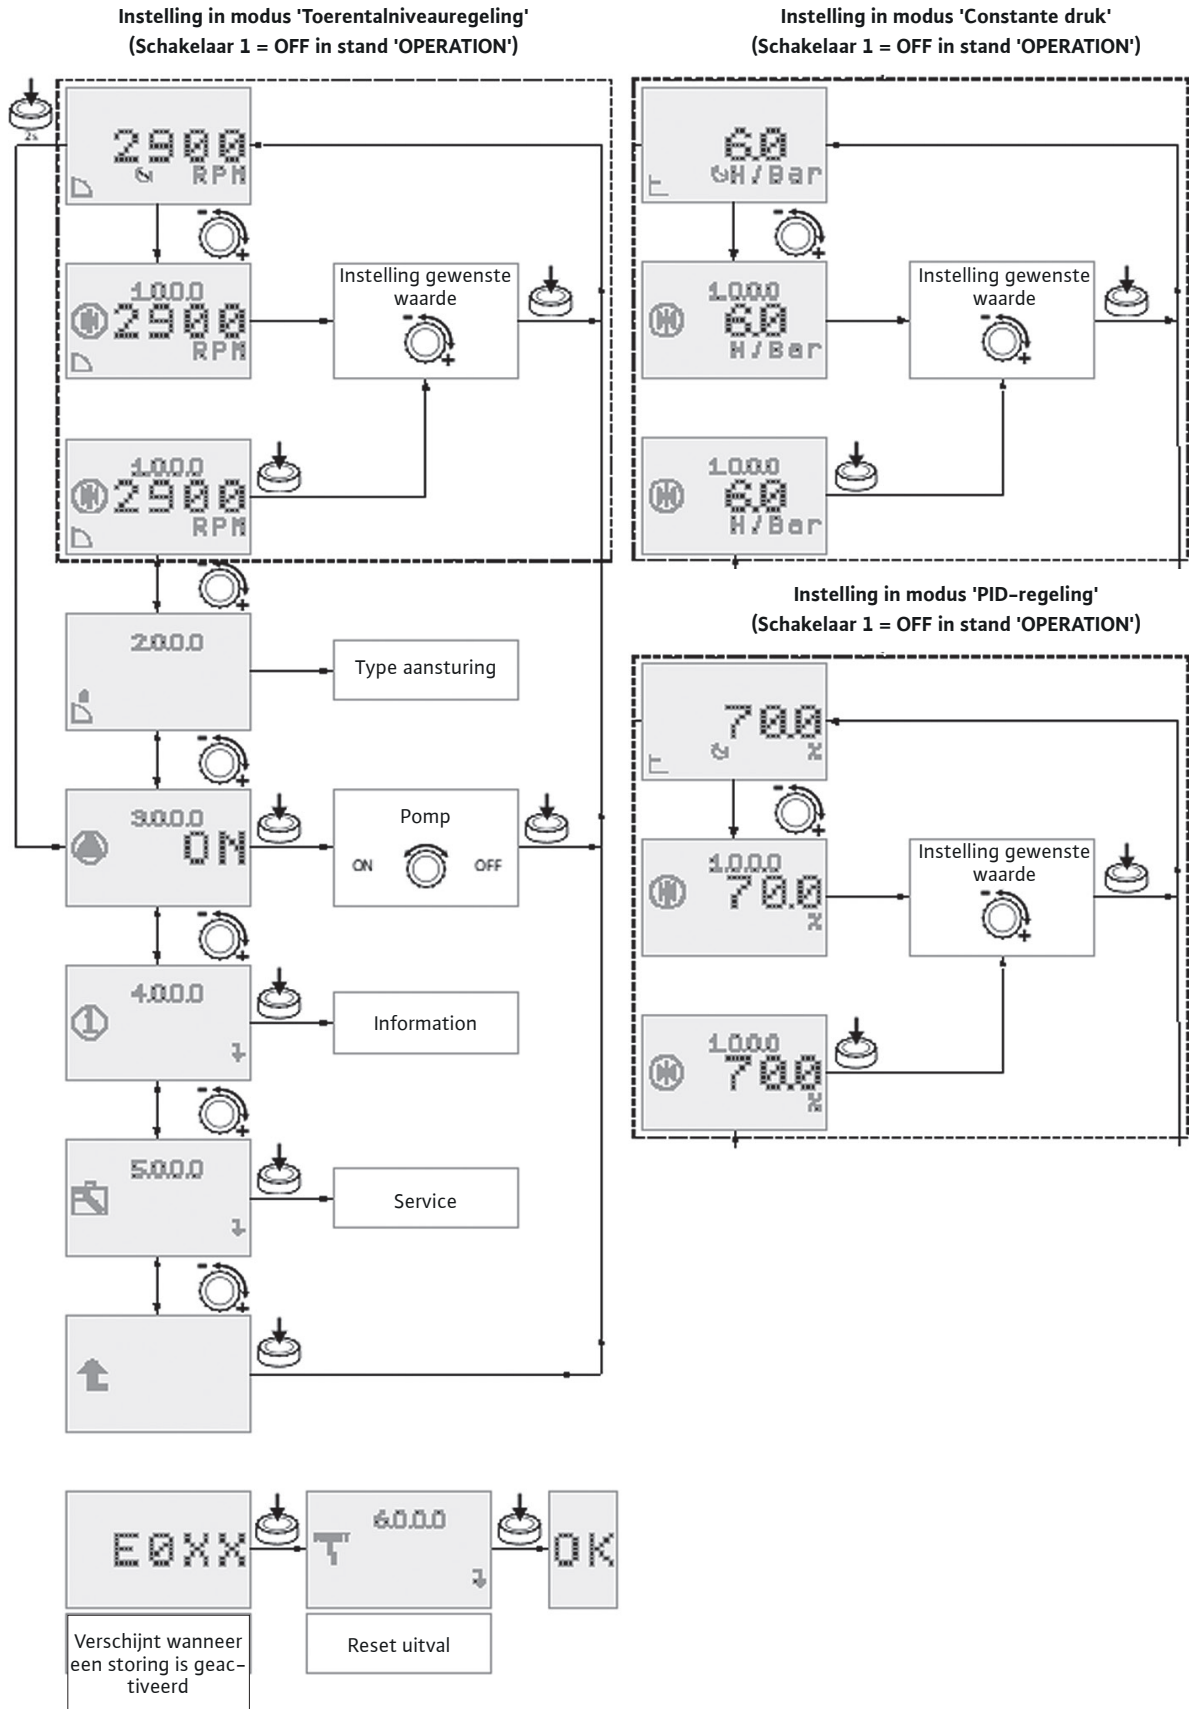 Instelling in modus 'Toerentalniveauregeling'
(Schakelaar 1 = OFF in stand 'OPERATION')
2s
2900
RPM
- +
1.0.0.0
2900
RPM
Instelling gewenste
waarde
- +
1.0.0.0
2900
RPM
- +
2.0.0.0
Type aansturing
- +
3.0.0.0
ON
Pomp
ON OFF
- +
4.0.0.0
1
Information
- +
5.0.0.0
Service
- +
E0XX
6.0.0.0
OK
Verschijnt wanneer
een storing is geac-
tiveerd
Reset uitval
Instelling in modus 'Constante druk'
(Schakelaar 1 = OFF in stand 'OPERATION')
6.0
H/Bar
- +
1.0.0.0
6.0
H/Bar
Instelling gewenste
waarde
- +
1.0.0.0
6.0
H/Bar
Instelling in modus 'PID-regeling'
(Schakelaar 1 = OFF in stand 'OPERATION')
70.0
%
- +
1.0.0.0
70.0
%
Instelling gewenste
waarde
- +
1.0.0.0
70.0
%